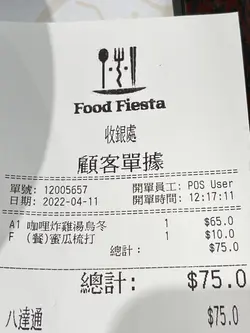 Food Fiesta
收銀處
顧客單據
單號: 12005657 開單員工: POS User
日期: 2022-04-11 開單時間: 12:17:11
A1 咖哩炸雞湯烏冬 1 $65.0
F (餐)蜜瓜梳打 1 $10.0
總計: $75.0
總計: $75.0
八達通 $75.0